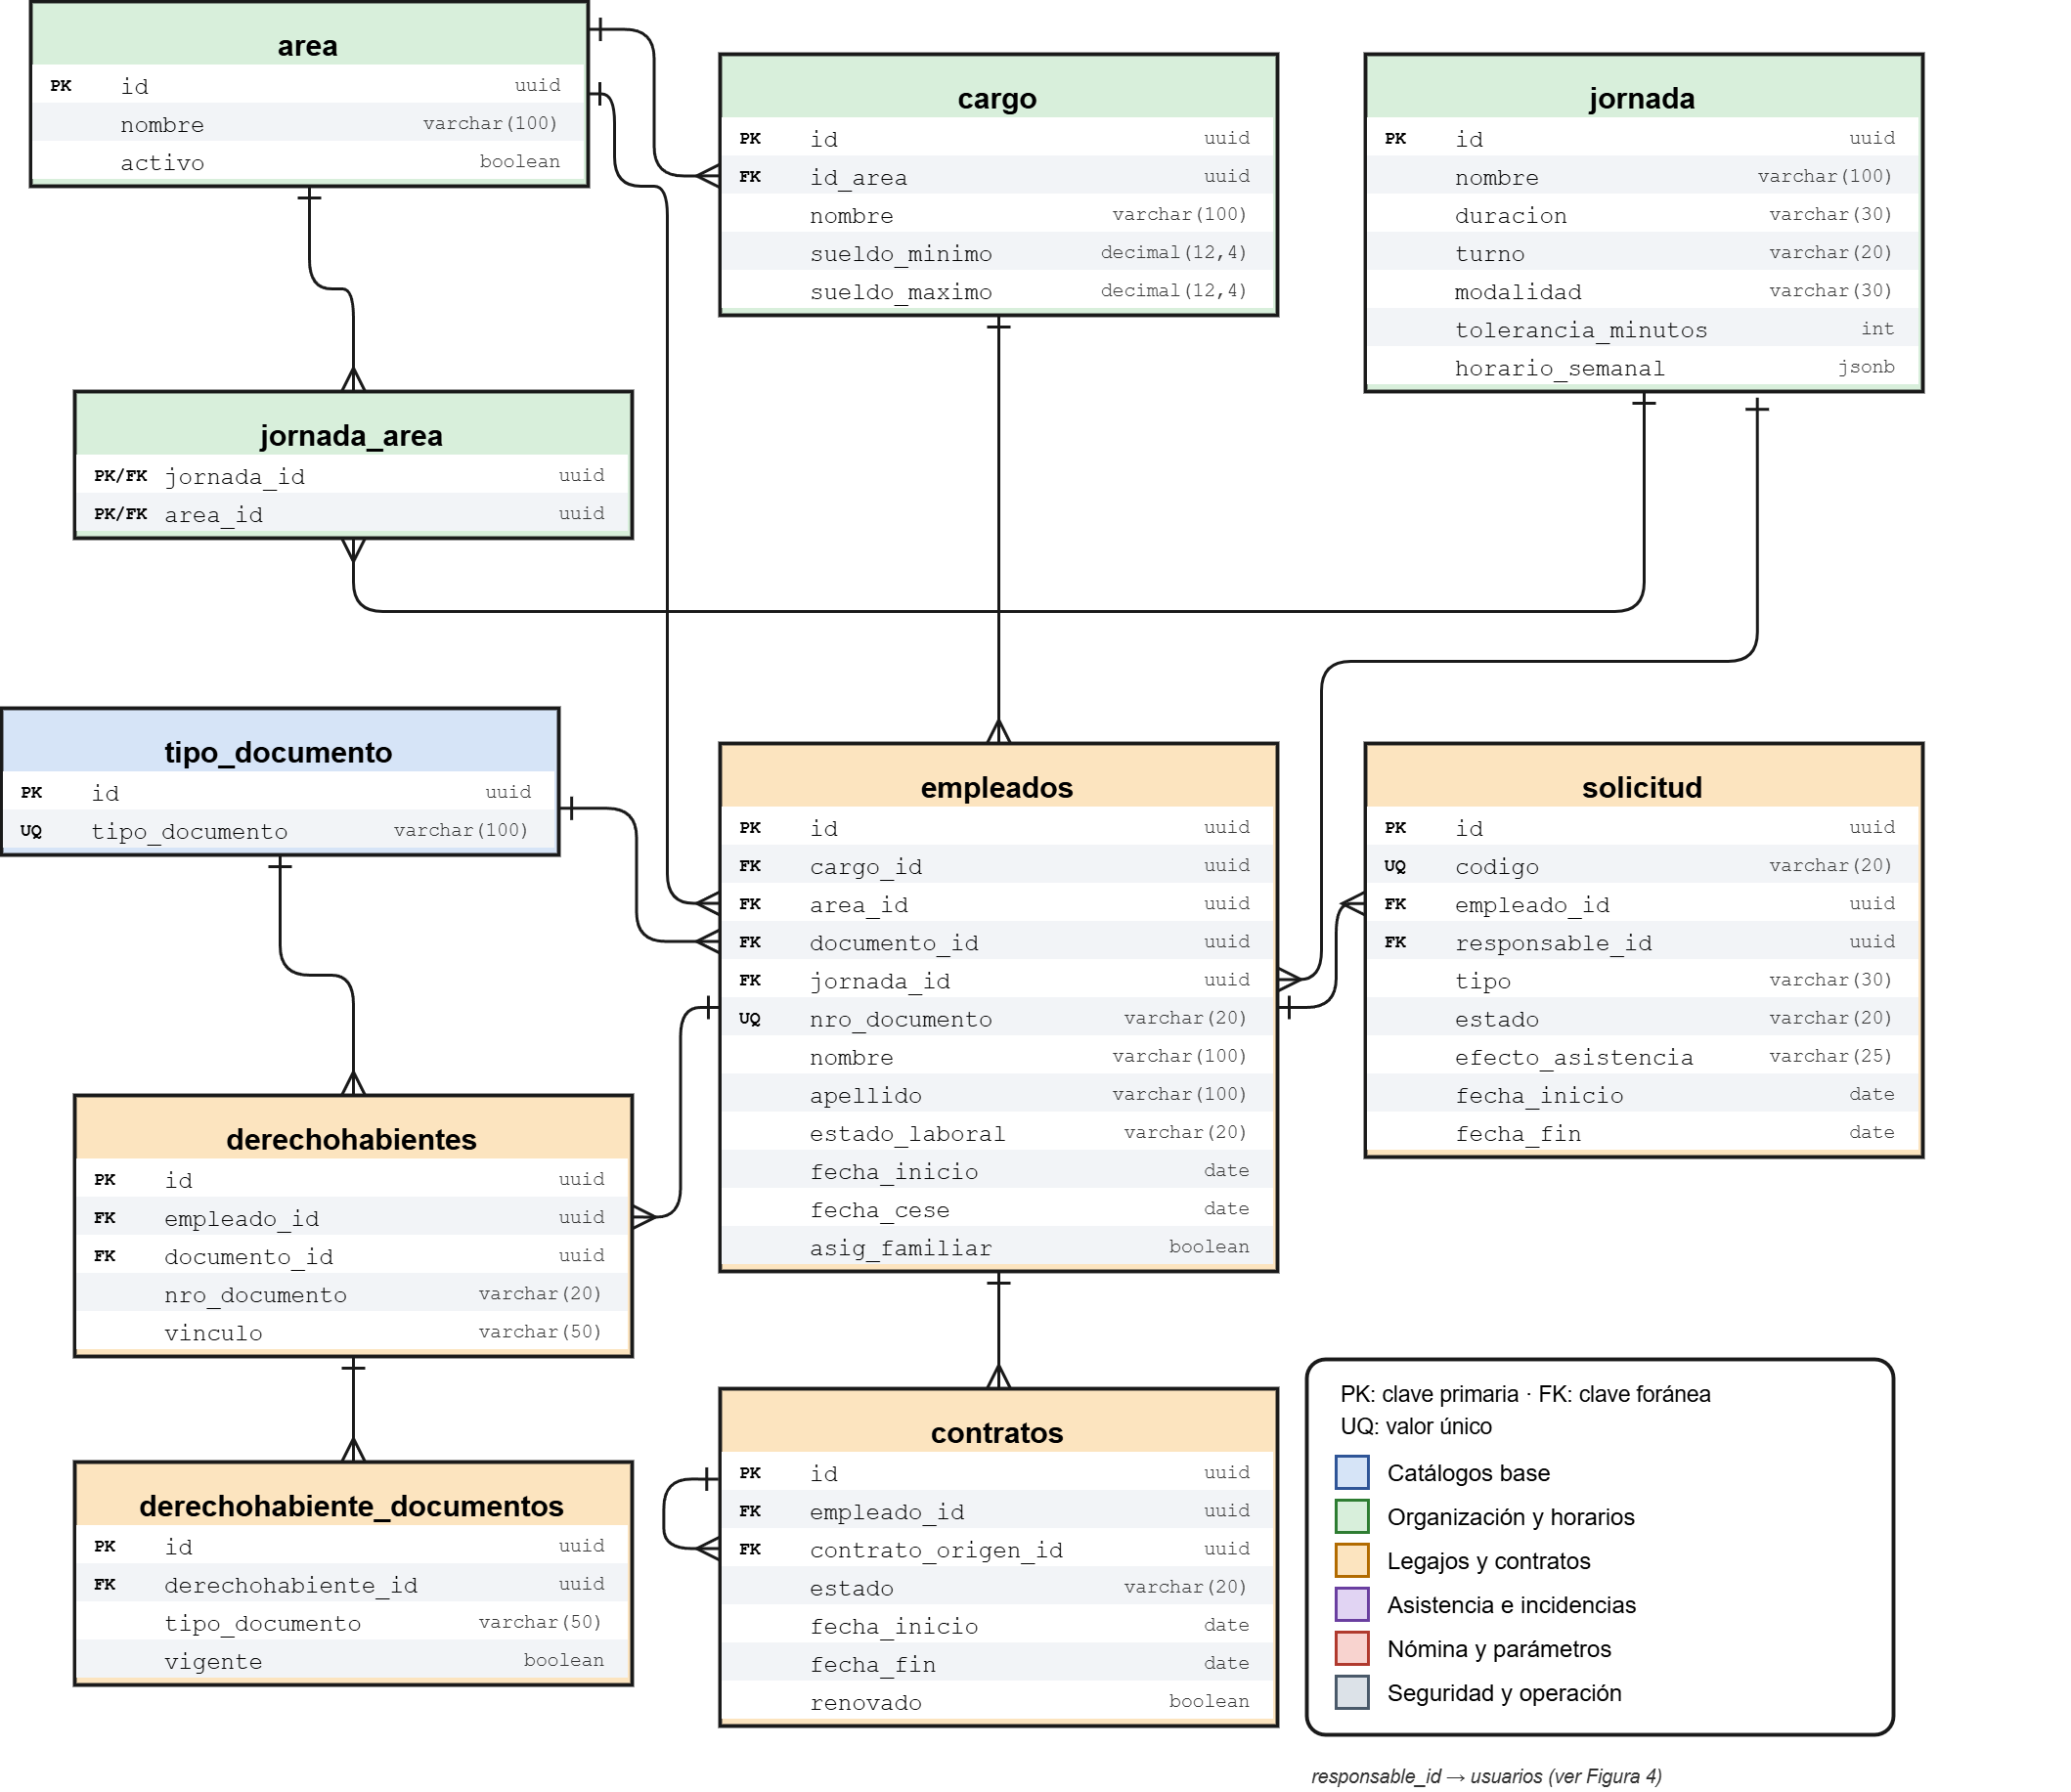 area
PK id uuid
nombre varchar(100)
activo boolean
cargo
PK id uuid
FK id_area uuid
nombre varchar(100)
sueldo_minimo decimal(12,4)
sueldo_maximo decimal(12,4)
jornada
PK id uuid
nombre varchar(100)
duracion varchar(30)
turno varchar(20)
modalidad varchar(30)
tolerancia_minutos int
horario_semanal jsonb
jornada_area
PK/FK jornada_id uuid
PK/FK area_id uuid
tipo_documento
PK id uuid
UQ tipo_documento varchar(100)
empleados
PK id uuid
FK cargo_id uuid
FK area_id uuid
FK documento_id uuid
FK jornada_id uuid
UQ nro_documento varchar(20)
nombre varchar(100)
apellido varchar(100)
estado_laboral varchar(20)
fecha_inicio date
fecha_cese date
asig_familiar boolean
solicitud
PK id uuid
UQ codigo varchar(20)
FK empleado_id uuid
FK responsable_id uuid
tipo varchar(30)
estado varchar(20)
efecto_asistencia varchar(25)
fecha_inicio date
fecha_fin date
derechohabientes
PK id uuid
FK empleado_id uuid
FK documento_id uuid
nro_documento varchar(20)
vinculo varchar(50)
derechohabiente_documentos
PK id uuid
FK derechohabiente_id uuid
tipo_documento varchar(50)
vigente boolean
contratos
PK id uuid
FK empleado_id uuid
FK contrato_origen_id uuid
estado varchar(20)
fecha_inicio date
fecha_fin date
renovado boolean
PK: clave primaria · FK: clave foránea
UQ: valor único
Catálogos base
Organización y horarios
Legajos y contratos
Asistencia e incidencias
Nómina y parámetros
Seguridad y operación
responsable_id → usuarios (ver Figura 4)